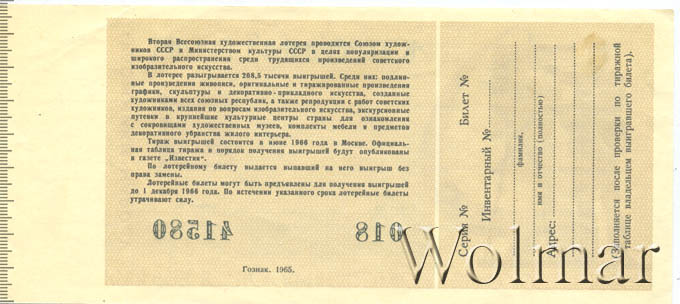 Вторая Всесоюзная художественная лотерея проводится Союзом худож-
ников СССР и Министерством культуры СССР в целях популяризации и
широкого распространения среди трудящихся произведений советского
изобразительного искусства.
В лотерее разыгрывается 268,5 тысячи выигрышей. Среди них: подлин-
ные произведения живописи, оригинальные и тиражированные произведения
графики, скульптуры и декоративно-прикладного искусства, созданные
художниками всех союзных республик, а также репродукции с работ советских
художников, издания по вопросам изобразительного искусства, экскурсионные
путевки в крупнейшие культурные центры страны для ознакомления
с сокровищами художественных музеев, комплекты мебели и предметов
декоративного убранства жилого интерьера.
Тираж выигрышей состоится в июне 1966 года в Москве. Официаль-
ная таблица тиража и порядок получения выигрышей будут опубликованы
в газете „Известия“.
По лотерейному билету выдается выпавший на него выигрыш без
права замены.
Лотерейные билеты могут быть предъявлены для получения выигрышей
до 1 декабря 1966 года. По истечении указанного срока лотерейные билеты
утрачивают силу.
41580 018
Гознак. 1965.
Серия № Билет №
Инвентарный №
фамилия,
имя и отчество (полностью)
Адрес:
(Заполняется после проверки по тиражной
таблице владельцем выигравшего билета).
Wolmar